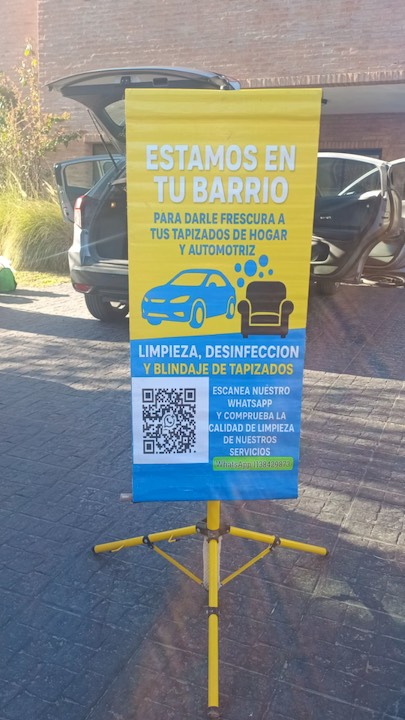 ESTAMOS EN
TU BARRIO
PARA DARLE FRESCURA A
TUS TAPIZADOS DE HOGAR
Y AUTOMOTRIZ
LIMPIEZA, DESINFECCION
Y BLINDAJE DE TAPIZADOS
ESCANEA NUESTRO
WHATSAPP
Y COMPRUEBA LA
CALIDAD DE LIMPIEZA
DE NUESTROS
SERVICIOS